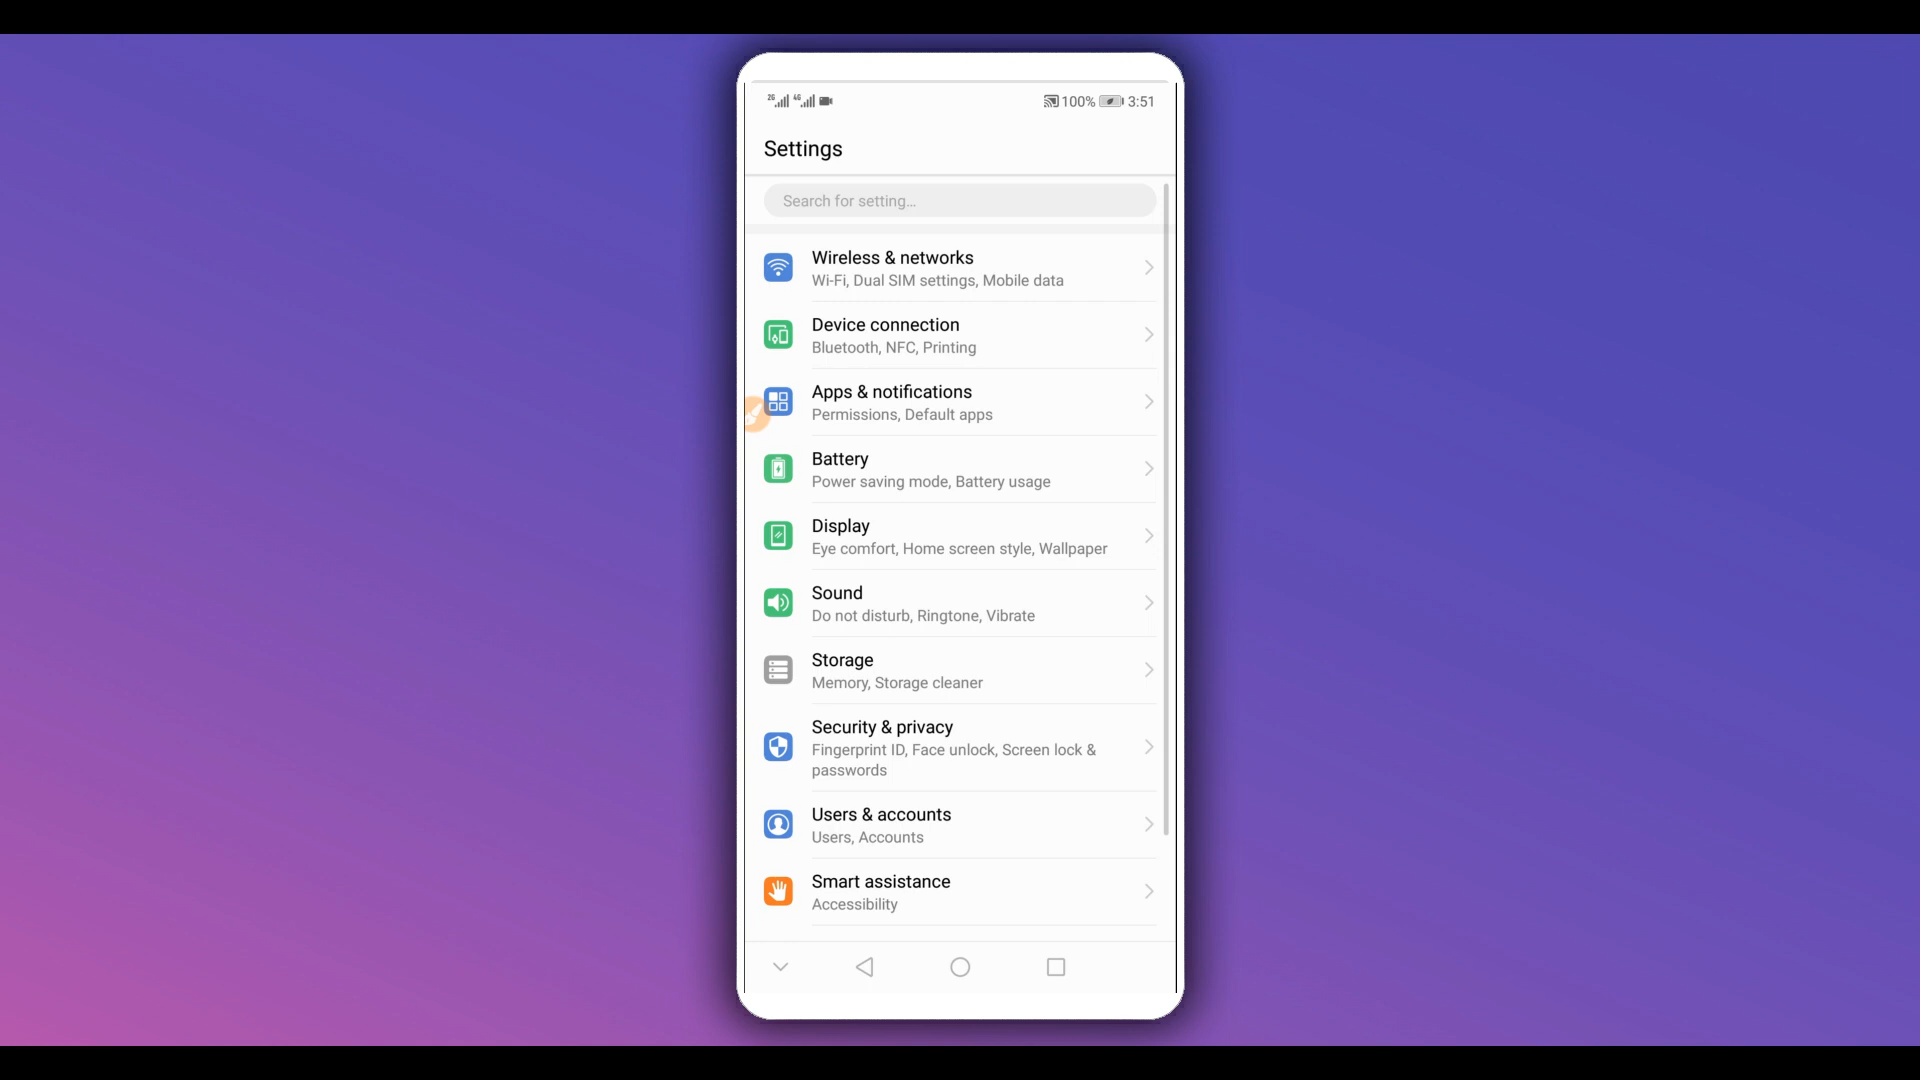 2G 4G 100% 3:51
Settings
Search for setting...
Wireless & networks
Wi-Fi, Dual SIM settings, Mobile data
Device connection
Bluetooth, NFC, Printing
Apps & notifications
Permissions, Default apps
Battery
Power saving mode, Battery usage
Display
Eye comfort, Home screen style, Wallpaper
Sound
Do not disturb, Ringtone, Vibrate
Storage
Memory, Storage cleaner
Security & privacy
Fingerprint ID, Face unlock, Screen lock &
passwords
Users & accounts
Users, Accounts
Smart assistance
Accessibility